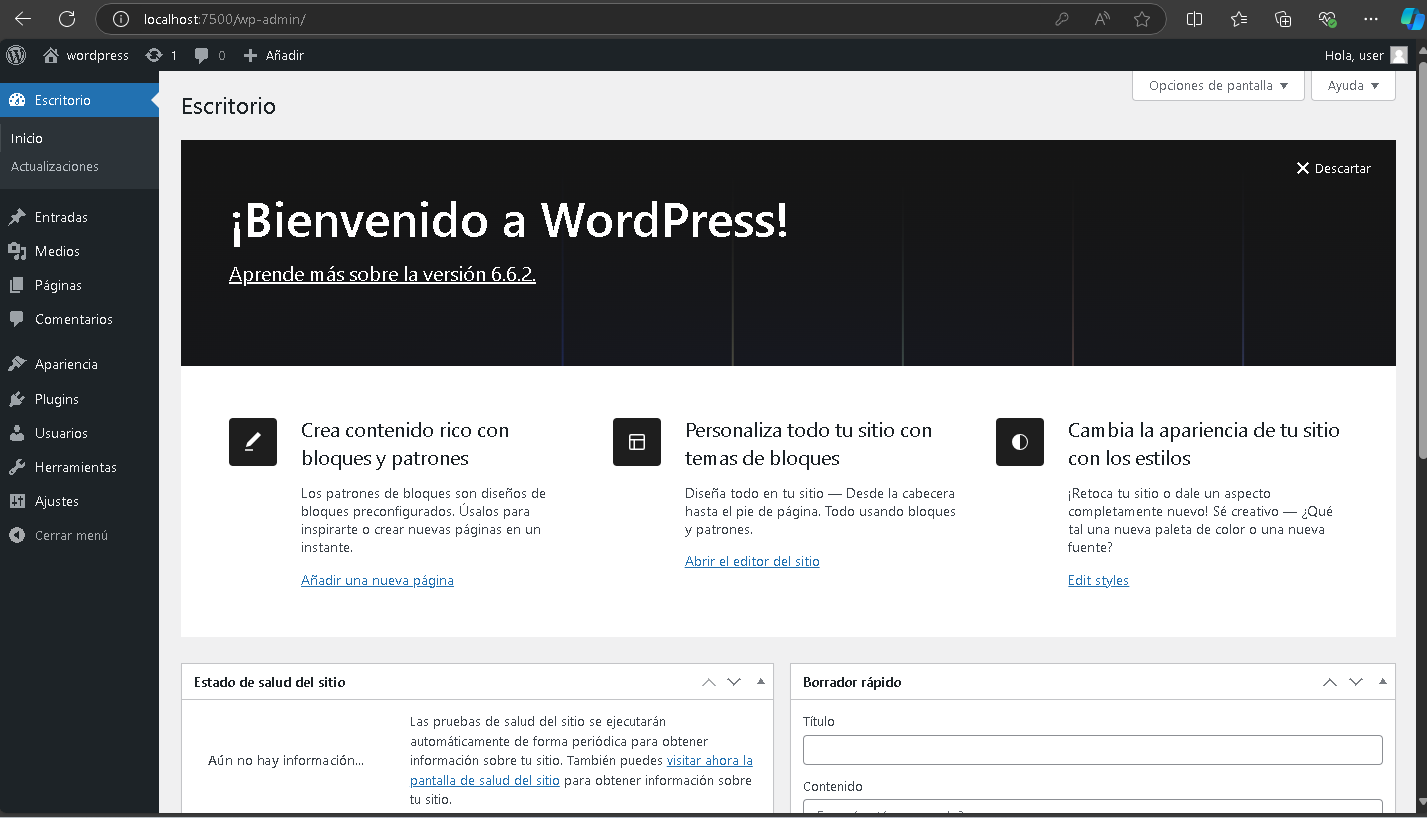 localhost:7500/wp-admin/
wordpress 1 0 Añadir
Hola, user
Escritorio
Inicio
Actualizaciones
Entradas
Medios
Páginas
Comentarios
Apariencia
Plugins
Usuarios
Herramientas
Ajustes
Cerrar menú
Opciones de pantalla
Ayuda
Escritorio
Descartar
¡Bienvenido a WordPress!
Aprende más sobre la versión 6.6.2.
Crea contenido rico con
bloques y patrones
Los patrones de bloques son diseños de
bloques preconfigurados. Úsalos para
inspirarte o crear nuevas páginas en un
instante.
Añadir una nueva página
Personaliza todo tu sitio con
temas de bloques
Diseña todo en tu sitio — Desde la cabecera
hasta el pie de página. Todo usando bloques
y patrones.
Abrir el editor del sitio
Cambia la apariencia de tu sitio
con los estilos
¡Retoca tu sitio o dale un aspecto
completamente nuevo! Sé creativo — ¿Qué
tal una nueva paleta de color o una nueva
fuente?
Edit styles
Estado de salud del sitio
Aún no hay información...
Las pruebas de salud del sitio se ejecutarán
automáticamente de forma periódica para obtener
información sobre tu sitio. También puedes visitar ahora la
pantalla de salud del sitio para obtener información sobre
tu sitio.
Borrador rápido
Título
Contenido